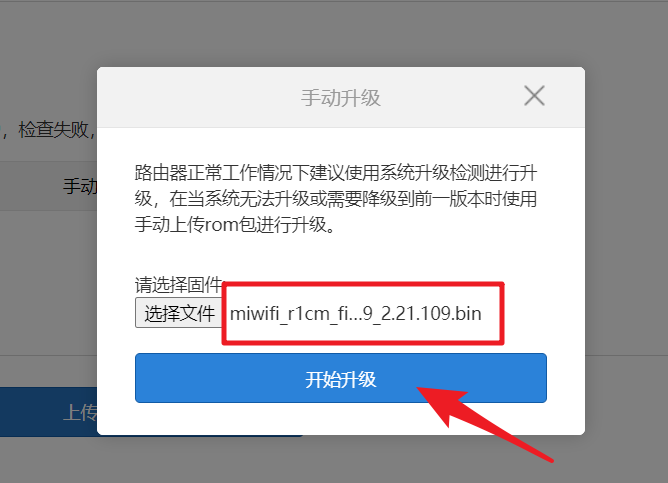 手动升级
，检查失败，
手动
路由器正常工作情况下建议使用系统升级检测进行升
级，在当系统无法升级或需要降级到前一版本时使用
手动上传rom包进行升级。
请选择固件:
选择文件 miwifi_r1cm_fi...9_2.21.109.bin
开始升级
上传